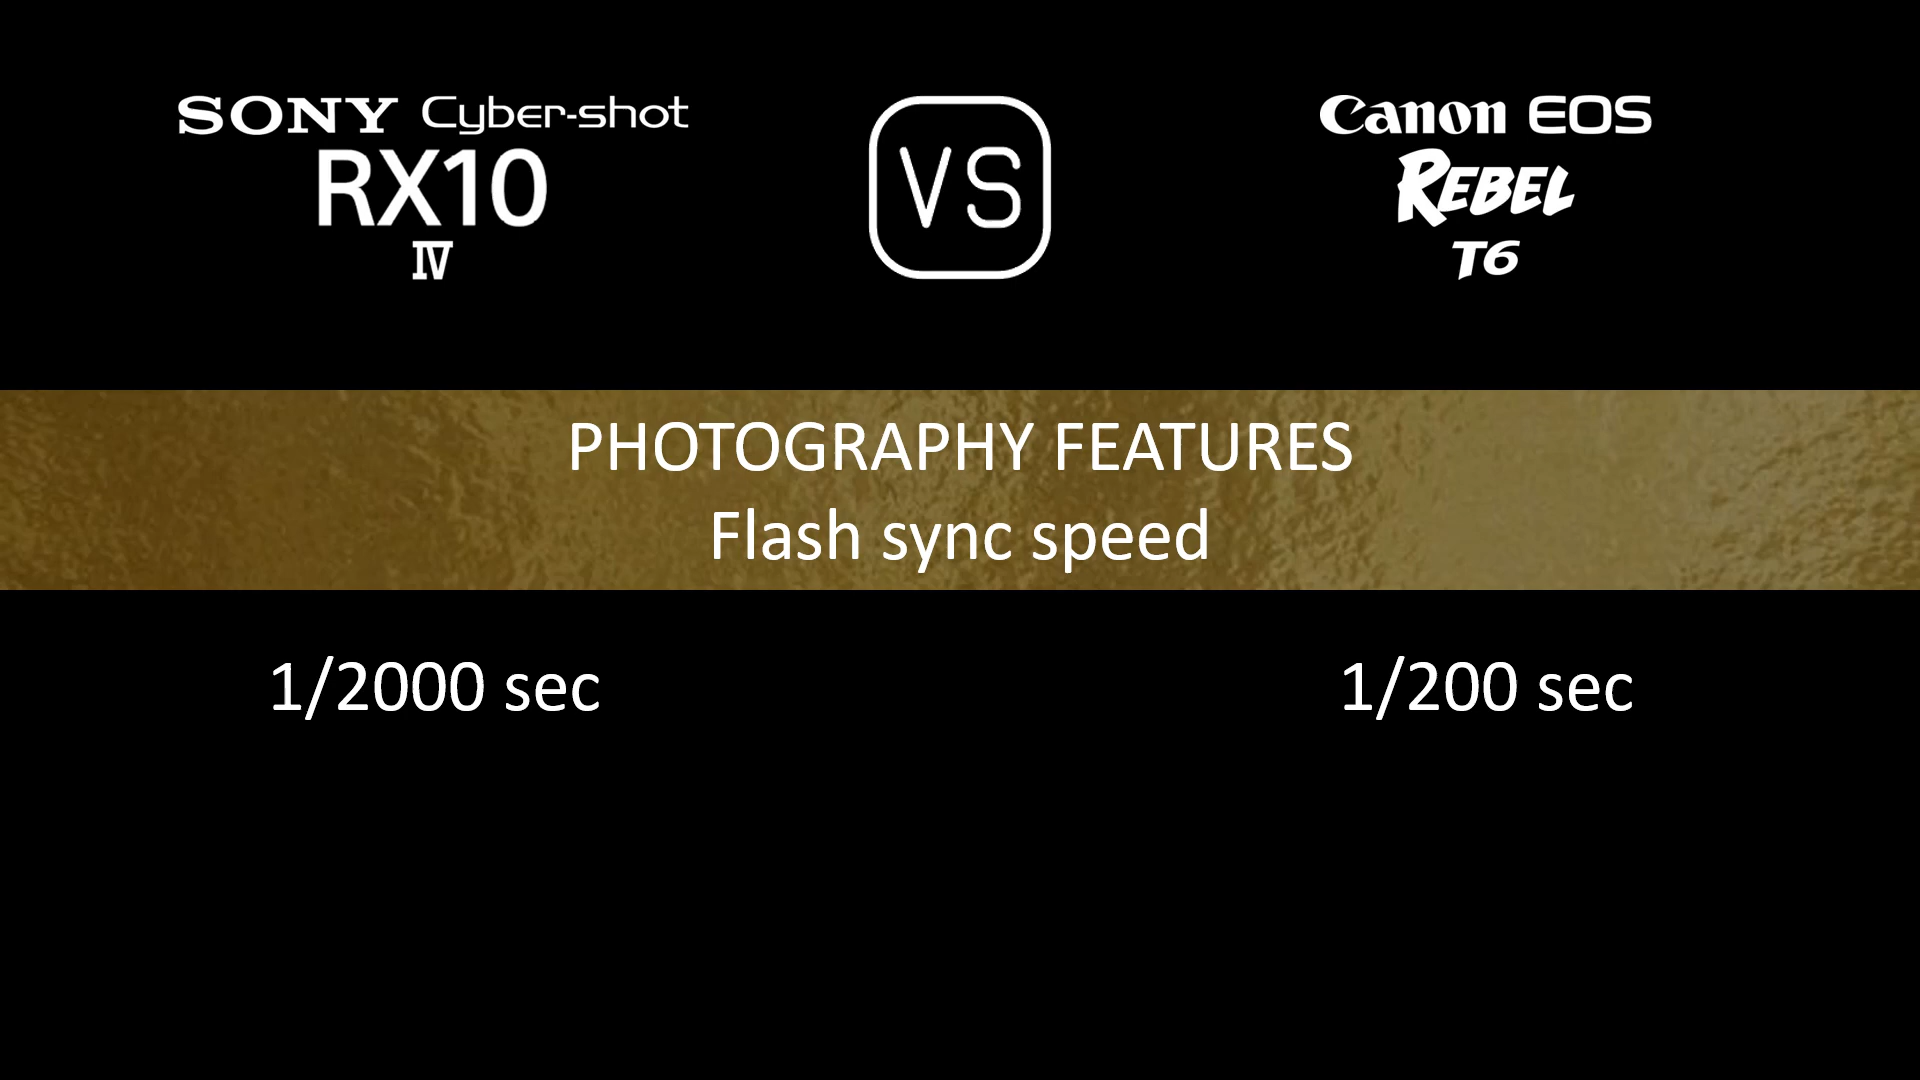 SONY Cyber-shot
RX10
IV
VS
Canon EOS
REBEL
T6
PHOTOGRAPHY FEATURES
Flash sync speed
1/2000 sec
1/200 sec